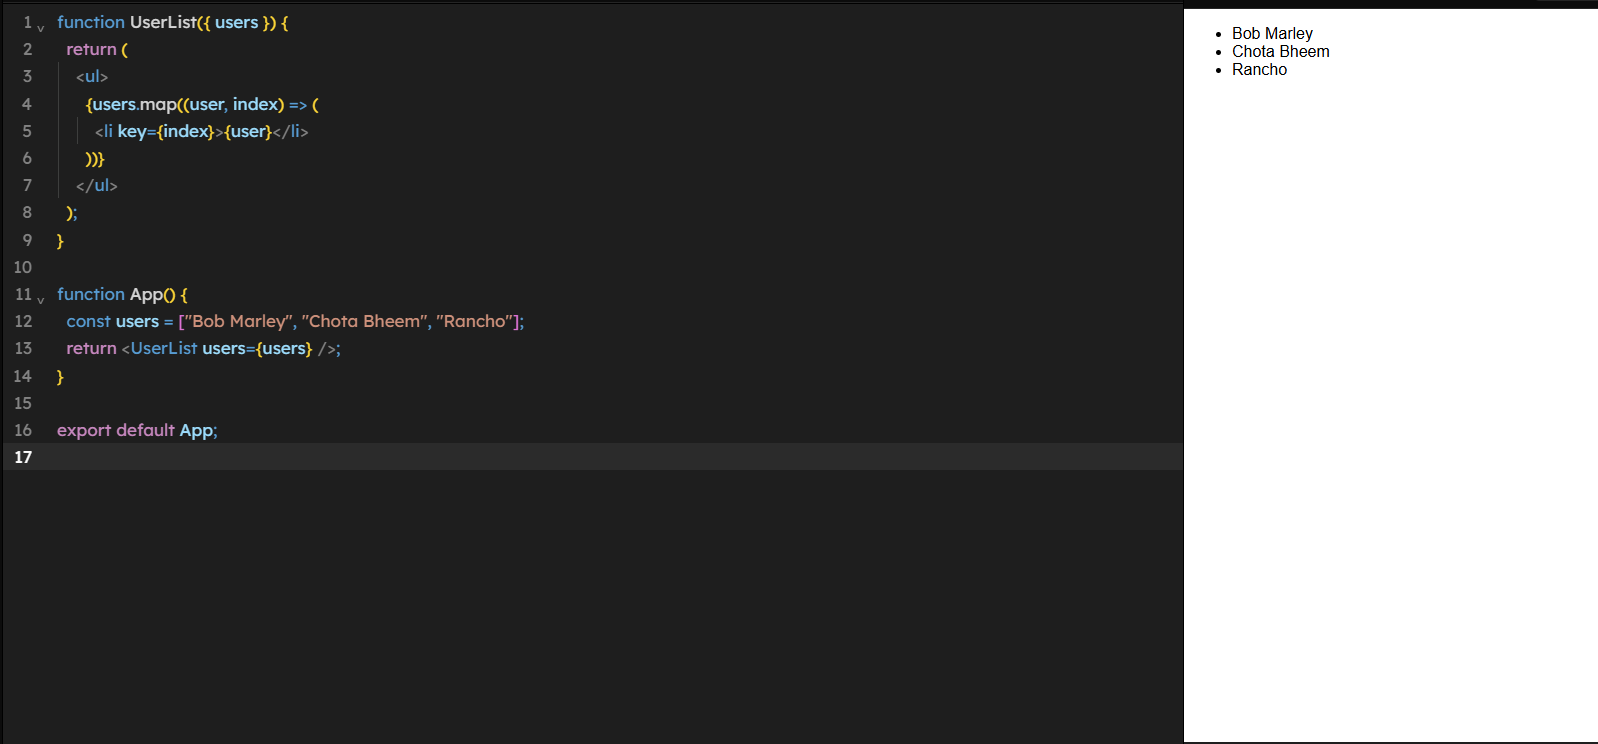 1 function UserList({ users }) {
2 return (
3 <ul>
4 {users.map((user, index) => (
5 <li key={index}>{user}</li>
6 ))}
7 </ul>
8 );
9 }
10
11 function App() {
12 const users = ["Bob Marley", "Chota Bheem", "Rancho"];
13 return <UserList users={users} />;
14 }
15
16 export default App;
17
• Bob Marley
• Chota Bheem
• Rancho